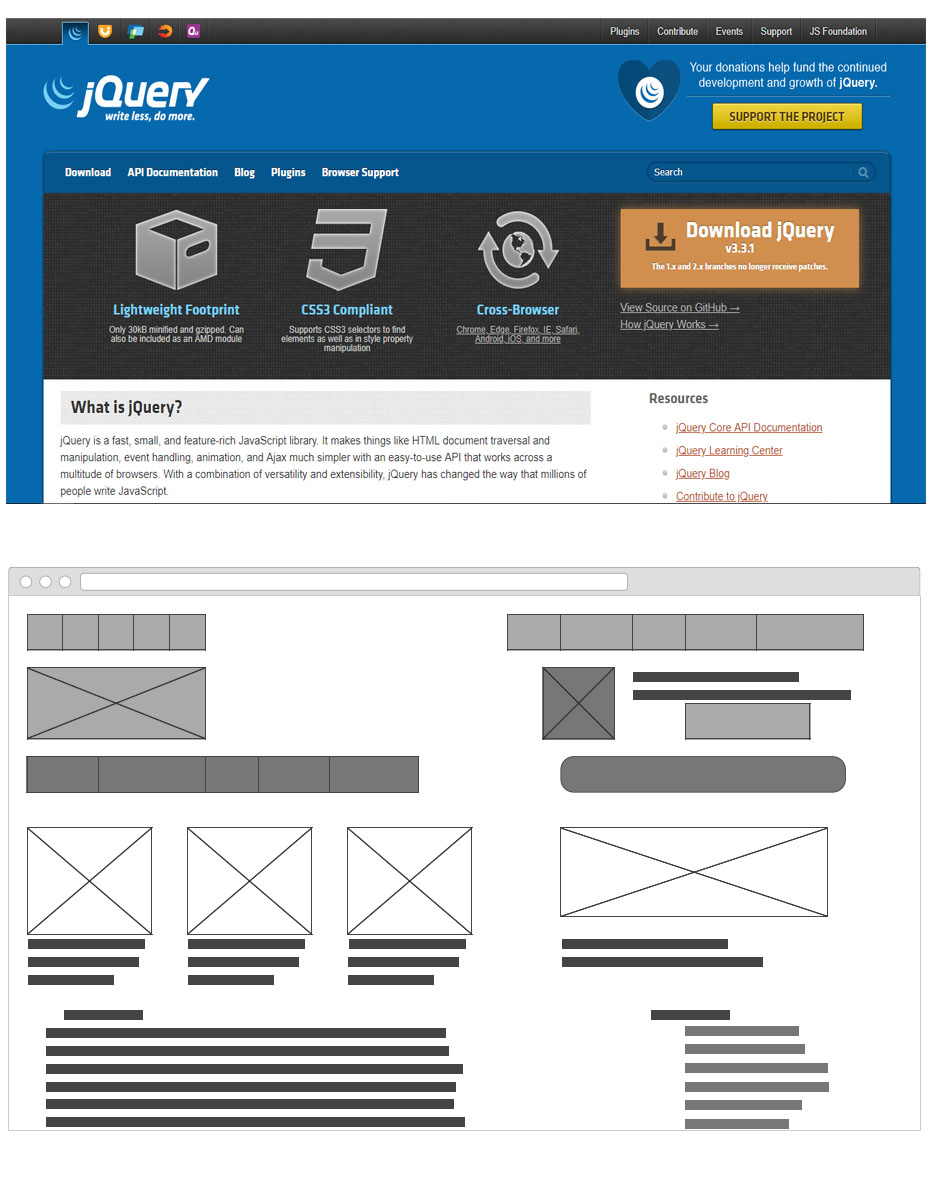 Plugins Contribute Events Support JS Foundation
jQuery
write less, do more.
Your donations help fund the continued
development and growth of jQuery.
SUPPORT THE PROJECT
Download API Documentation Blog Plugins Browser Support
Search
Lightweight Footprint
Only 30kB minified and gzipped. Can
also be included as an AMD module
CSS3 Compliant
Supports CSS3 selectors to find
elements as well as in style property
manipulation
Cross-Browser
Chrome, Edge, Firefox, IE, Safari,
Android, iOS, and more
Download jQuery
v3.3.1
The 1.x and 2.x branches no longer receive patches.
View Source on GitHub →
How jQuery Works →
What is jQuery?
jQuery is a fast, small, and feature-rich JavaScript library. It makes things like HTML document traversal and
manipulation, event handling, animation, and Ajax much simpler with an easy-to-use API that works across a
multitude of browsers. With a combination of versatility and extensibility, jQuery has changed the way that millions of
people write JavaScript.
Resources
jQuery Core API Documentation
jQuery Learning Center
jQuery Blog
Contribute to jQuery